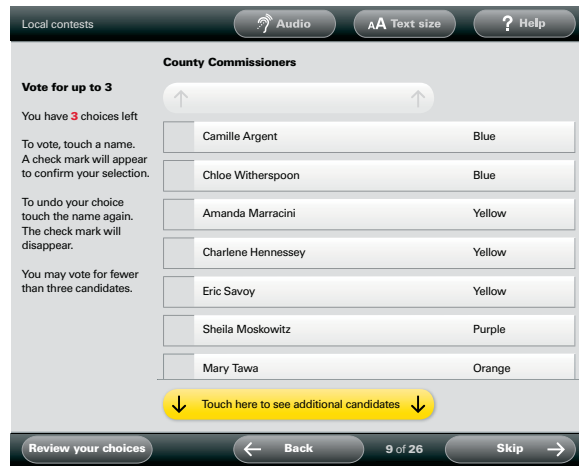 Local contests
Audio
AA Text size
? Help
County Commissioners
Vote for up to 3
You have 3 choices left
To vote, touch a name.
A check mark will appear
to confirm your selection.
To undo your choice
touch the name again.
The check mark will
disappear.
You may vote for fewer
than three candidates.
Camille Argent Blue
Chloe Witherspoon Blue
Amanda Marracini Yellow
Charlene Hennessey Yellow
Eric Savoy Yellow
Sheila Moskowitz Purple
Mary Tawa Orange
Touch here to see additional candidates
Review your choices
Back
9 of 26
Skip